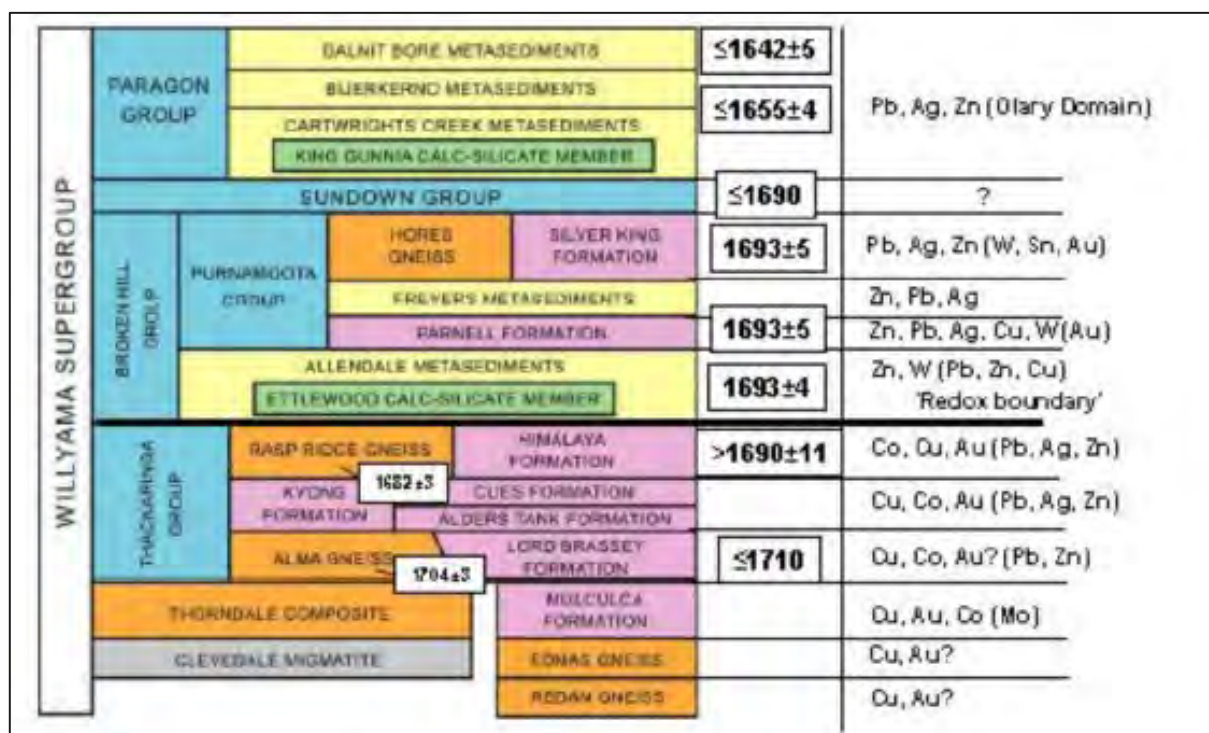 WILLYAMA SUPERGROUP
PARAGON
GROUP
DALNIT BORE METASEDIMENTS
BIJERKERNO METASEDIMENTS
CARTWRIGHTS CREEK METASEDIMENTS
KING GUNNIA CALC-SILICATE MEMBER
≤1642±5
≤1655±4
Pb, Ag, Zn (Olary Domain)
SUNDOWN GROUP
≤1690
?
BROKEN HILL
GROUP
PURNAMOOTA
GROUP
HORES
GNEISS
SILVER KING
FORMATION
1693±5
Pb, Ag, Zn (W, Sn, Au)
FREYERS METASEDIMENTS
Zn, Pb, Ag
PARNELL FORMATION
1693±5
Zn, Pb, Ag, Cu, W (Au)
ALLENDALE METASEDIMENTS
ETTLEWOOD CALC-SILICATE MEMBER
1693±4
Zn, W (Pb, Zn, Cu)
'Redox boundary'
THACKARINGA
GROUP
RASP RIDGE GNEISS
1682±3
HIMALAYA
FORMATION
>1690±11
Co, Cu, Au (Pb, Ag, Zn)
KYONG
FORMATION
CUES FORMATION
Cu, Co, Au (Pb, Ag, Zn)
ALDERS TANK FORMATION
ALMA GNEISS
1704±3
LORD BRASSEY
FORMATION
≤1710
Cu, Co, Au? (Pb, Zn)
THORNDALE COMPOSITE
MULCULCA
FORMATION
Cu, Au, Co (Mo)
CLEVEDALE MIGMATITE
EDNAS GNEISS
Cu, Au?
REDAN GNEISS
Cu, Au?